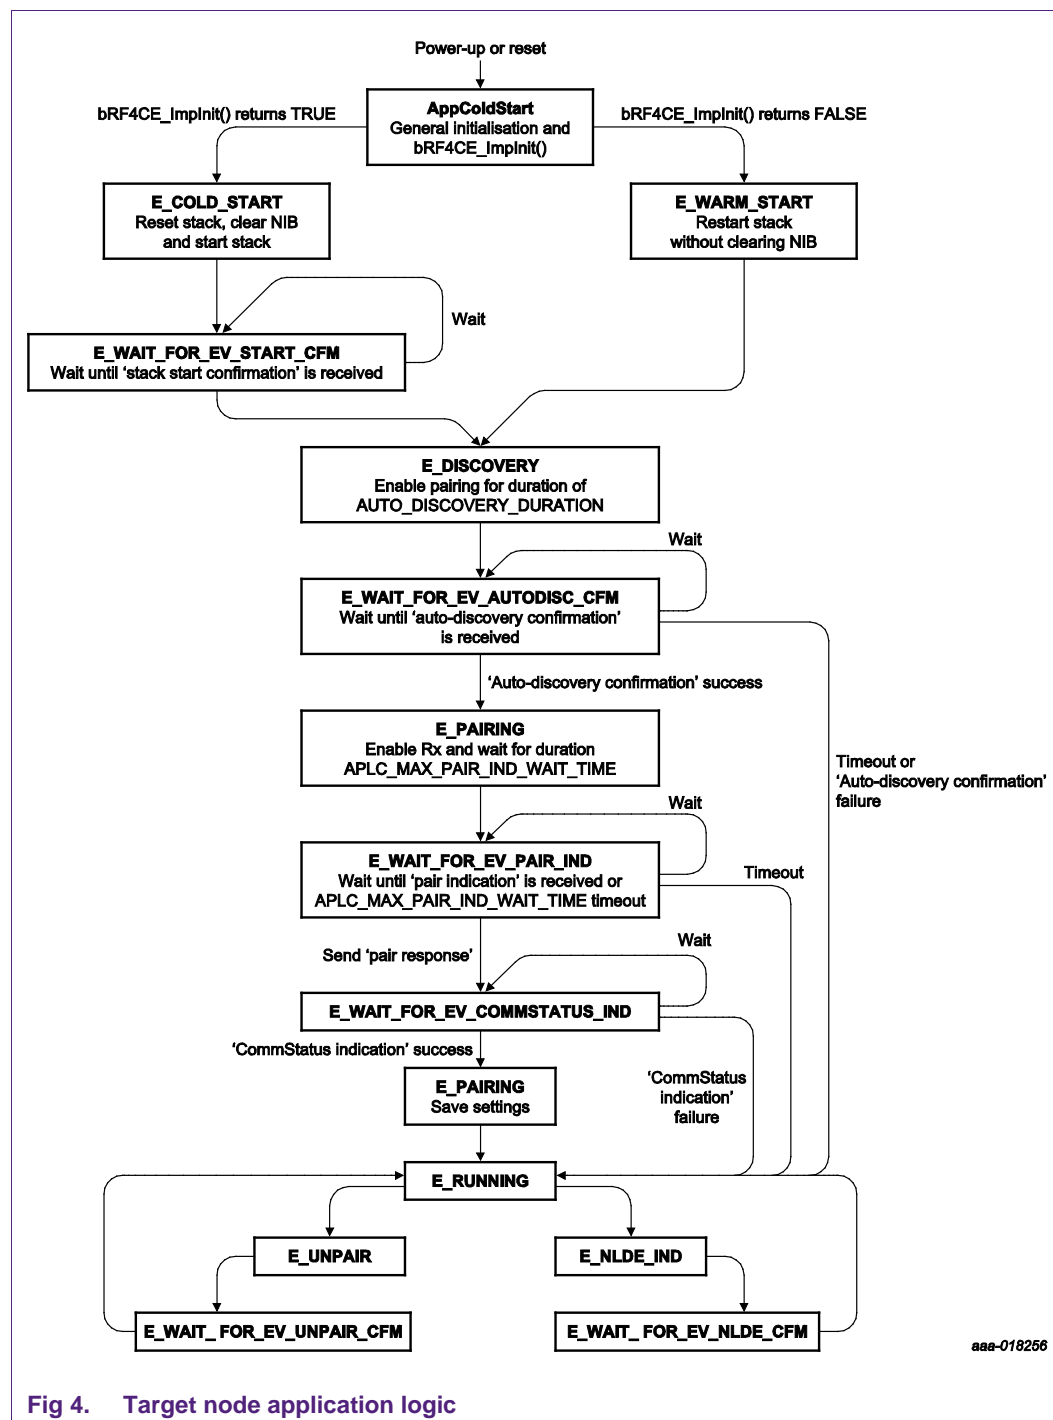 Power-up or reset
AppColdStart
General initialisation and
bRF4CE_ImpInit()
bRF4CE_ImpInit() returns TRUE
bRF4CE_ImpInit() returns FALSE
E_COLD_START
Reset stack, clear NIB
and start stack
E_WARM_START
Restart stack
without clearing NIB
Wait
E_WAIT_FOR_EV_START_CFM
Wait until ‘stack start confirmation’ is received
E_DISCOVERY
Enable pairing for duration of
AUTO_DISCOVERY_DURATION
Wait
E_WAIT_FOR_EV_AUTODISC_CFM
Wait until ‘auto-discovery confirmation’
is received
‘Auto-discovery confirmation’ success
E_PAIRING
Enable Rx and wait for duration
APLC_MAX_PAIR_IND_WAIT_TIME
Timeout or
‘Auto-discovery confirmation’
failure
Wait
E_WAIT_FOR_EV_PAIR_IND
Wait until ‘pair indication’ is received or
APLC_MAX_PAIR_IND_WAIT_TIME timeout
Timeout
Send ‘pair response’
Wait
E_WAIT_FOR_EV_COMMSTATUS_IND
‘CommStatus indication’ success
E_PAIRING
Save settings
‘CommStatus
indication’
failure
E_RUNNING
E_UNPAIR
E_NLDE_IND
E_WAIT_ FOR_EV_UNPAIR_CFM
E_WAIT_ FOR_EV_NLDE_CFM
aaa-018256
Fig 4. Target node application logic